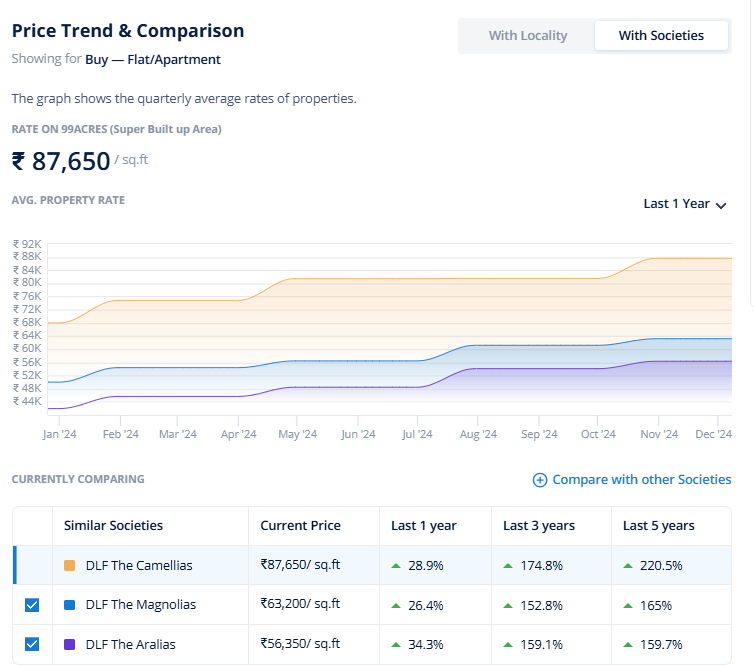 Price Trend & Comparison
With Locality
With Societies
Showing for Buy — Flat/Apartment
The graph shows the quarterly average rates of properties.
RATE ON 99ACRES (Super Built up Area)
₹ 87,650 / sq.ft
AVG. PROPERTY RATE
Last 1 Year
₹ 92K
₹ 88K
₹ 84K
₹ 80K
₹ 76K
₹ 72K
₹ 68K
₹ 64K
₹ 60K
₹ 56K
₹ 52K
₹ 48K
₹ 44K
Jan '24 Feb '24 Mar '24 Apr '24 May '24 Jun '24 Jul '24 Aug '24 Sep '24 Oct '24 Nov '24 Dec '24
CURRENTLY COMPARING
Compare with other Societies
Similar Societies Current Price Last 1 year Last 3 years Last 5 years
DLF The Camellias ₹87,650/ sq.ft 28.9% 174.8% 220.5%
DLF The Magnolias ₹63,200/ sq.ft 26.4% 152.8% 165%
DLF The Aralias ₹56,350/ sq.ft 34.3% 159.1% 159.7%